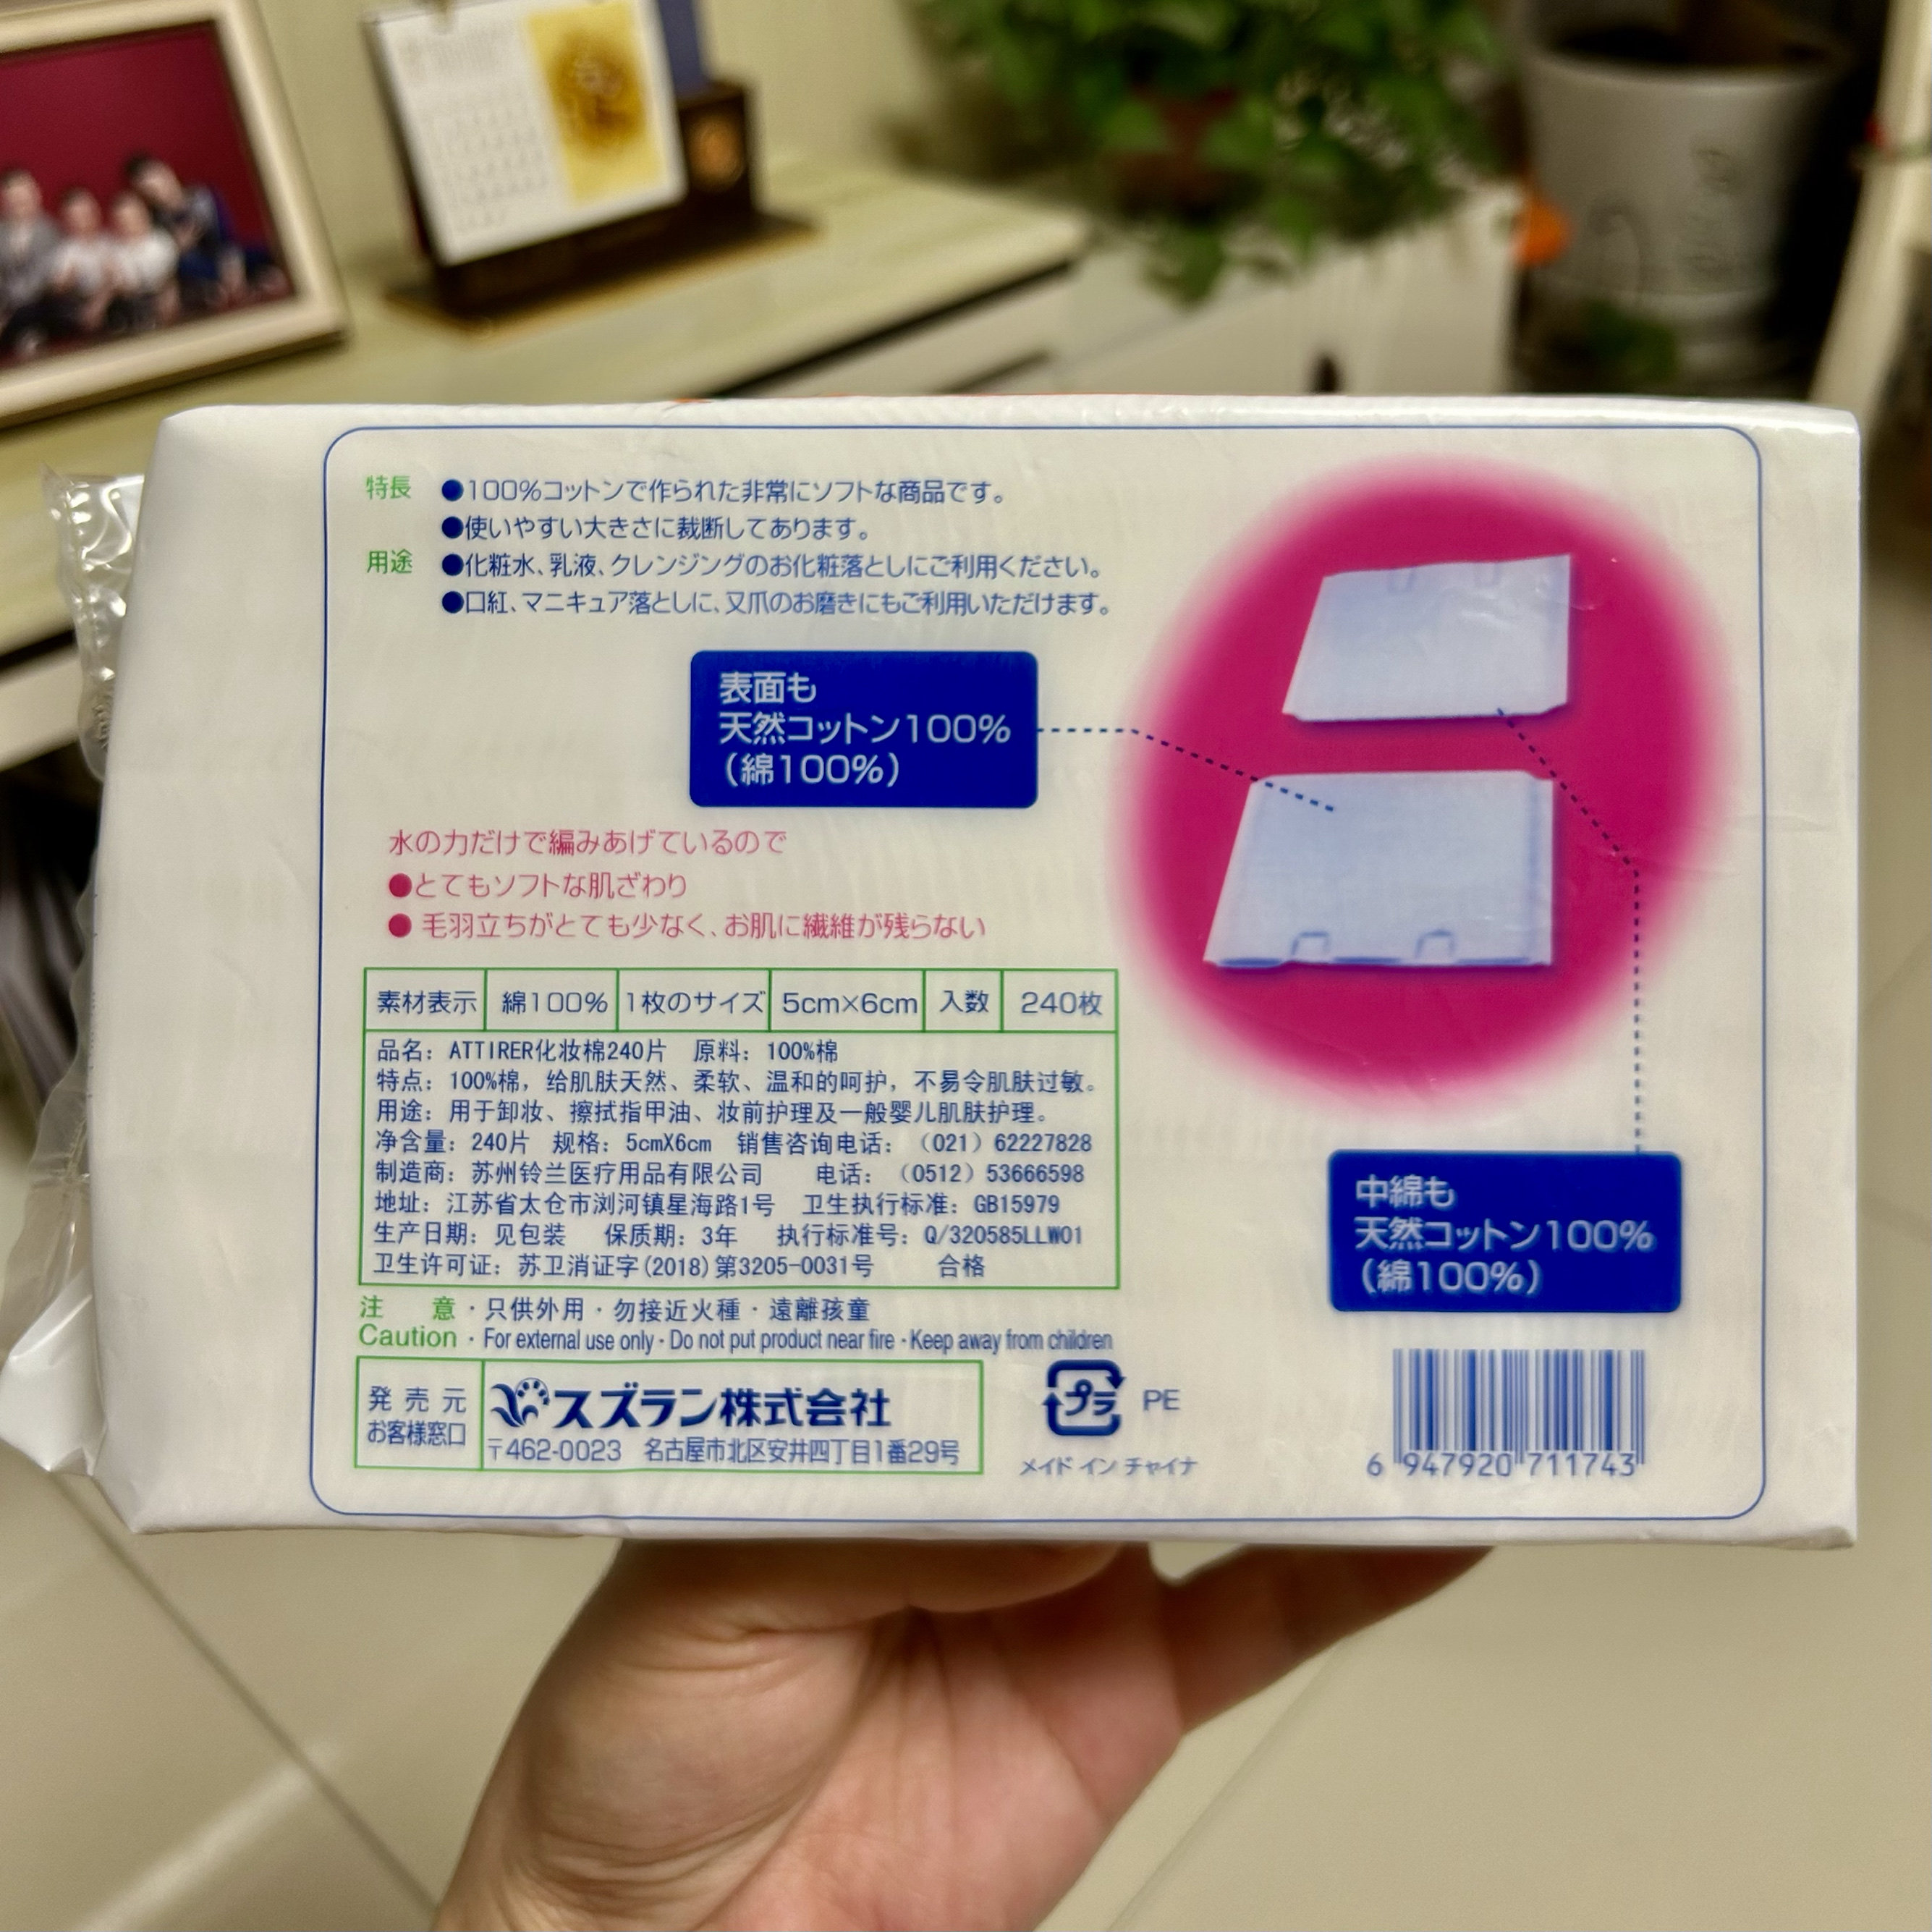 特長 ●100%コットンで作られた非常にソフトな商品です。
●使いやすい大きさに裁断してあります。
用途 ●化粧水、乳液、クレンジングのお化粧落としにご利用ください。
●口紅、マニキュア落としに、又爪のお磨きにもご利用いただけます。
表面も
天然コットン100%
(綿100%)
水の力だけで編みあげているので
●とてもソフトな肌ざわり
●毛羽立ちがとても少なく、お肌に繊維が残らない
素材表示 綿100% 1枚のサイズ 5cm×6cm 入数 240枚
品名：ATTIRER化妆棉240片 原料：100%棉
特点：100%棉，给肌肤天然、柔软、温和的呵护，不易令肌肤过敏。
用途：用于卸妆、擦拭指甲油、妆前护理及一般婴儿肌肤护理。
净含量：240片 规格：5cmX6cm 销售咨询电话：（021）62227828
制造商：苏州铃兰医疗用品有限公司 电话：（0512）53666598
地址：江苏省太仓市浏河镇星海路1号 卫生执行标准：GB15979
生产日期：见包装 保质期：3年 执行标准号：Q/320585LLW01
卫生许可证：苏卫消证字(2018)第3205-0031号 合格
中綿も
天然コットン100%
(綿100%)
注 意・只供外用・勿接近火種・遠離孩童
Caution・For external use only・Do not put product near fire・Keep away from children
発売元
お客様窓口
スズラン株式会社
〒462-0023 名古屋市北区安井四丁目1番29号
プラ PE
メイド イン チャイナ
6 947920 711743